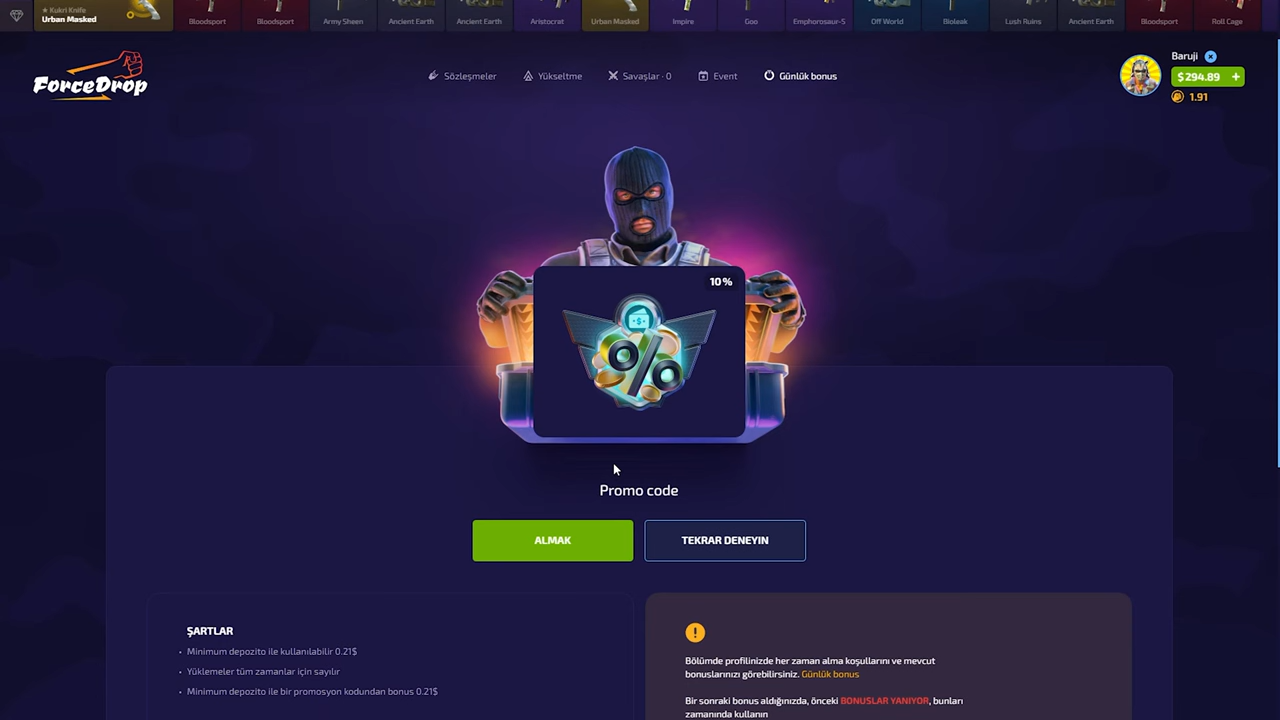 ★ Kukri Knife
Urban Masked
Bloodsport
Bloodsport
Army Sheen
Ancient Earth
Ancient Earth
Aristocrat
Urban Masked
Impire
Goo
Emphorosaur-S
Off World
Bioleak
Lush Ruins
Ancient Earth
Bloodsport
Roll Cage
ForceDrop
Sözleşmeler
Yükseltme
Savaşlar · 0
Event
Günlük bonus
Baruji
$294.89 +
1.91
10%
Promo code
ALMAK
TEKRAR DENEYIN
ŞARTLAR
• Minimum depozito ile kullanılabilir 0.21$
• Yüklemeler tüm zamanlar için sayılır
• Minimum depozito ile bir promosyon kodundan bonus 0.21$
!
Bölümde profilinizde her zaman alma koşullarını ve mevcut
bonuslarınızı görebilirsiniz. Günlük bonus
Bir sonraki bonus aldığınızda, önceki BONUSLAR YANIYOR, bunları
zamanında kullanın